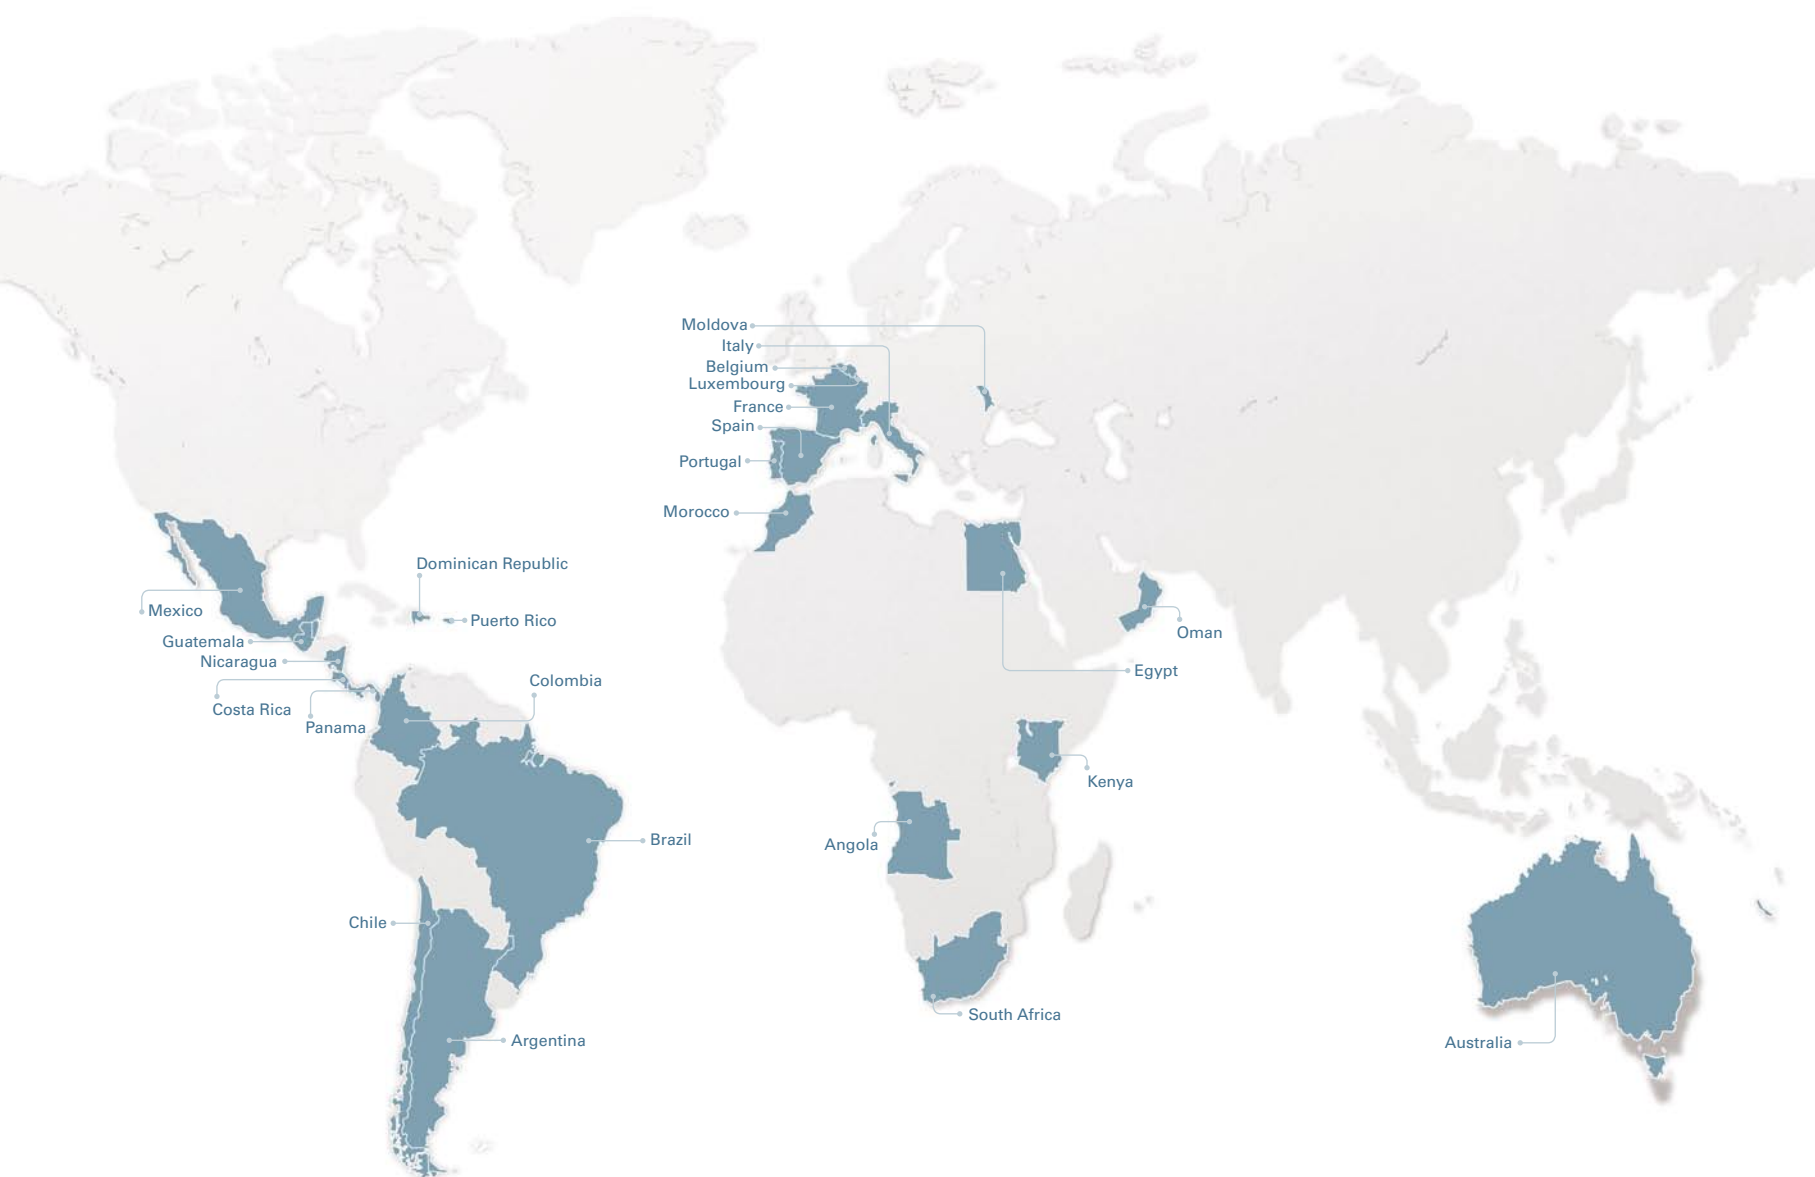 Moldova
Italy
Belgium
Luxembourg
France
Spain
Portugal
Morocco
Dominican Republic
Mexico
Puerto Rico
Guatemala
Nicaragua
Costa Rica
Panama
Colombia
Oman
Egypt
Kenya
Brazil
Angola
Chile
South Africa
Argentina
Australia